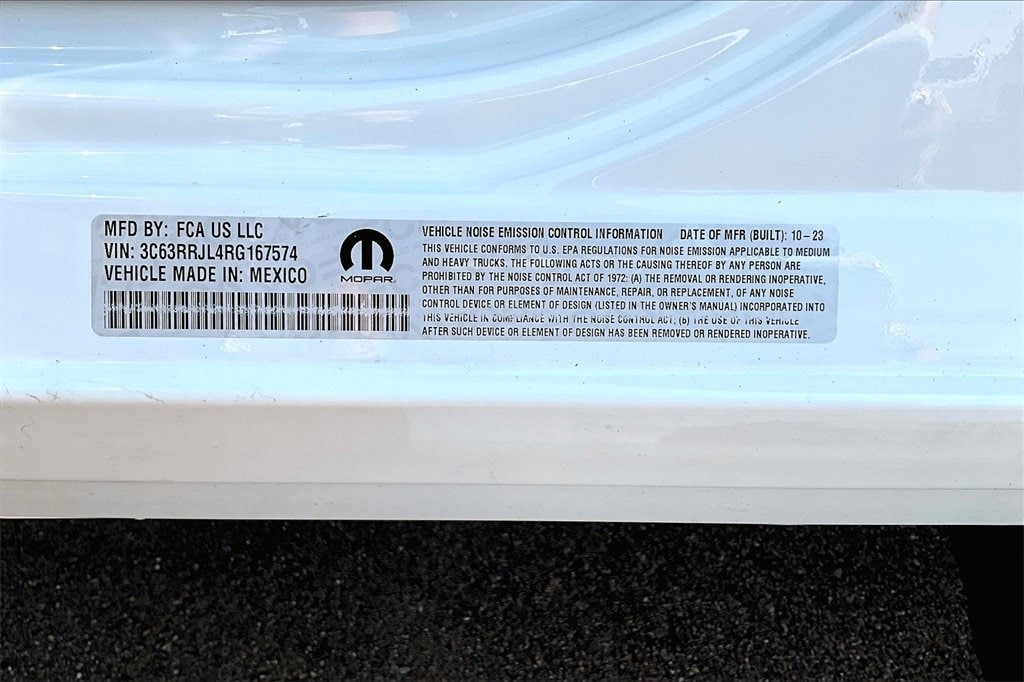 MFD BY: FCA US LLC
VIN: 3C63RRJL4RG167574
VEHICLE MADE IN: MEXICO
MOPAR
VEHICLE NOISE EMISSION CONTROL INFORMATION DATE OF MFR (BUILT): 10-23
THIS VEHICLE CONFORMS TO U.S. EPA REGULATIONS FOR NOISE EMISSION APPLICABLE TO MEDIUM
AND HEAVY TRUCKS. THE FOLLOWING ACTS OR THE CAUSING THEREOF BY ANY PERSON ARE
PROHIBITED BY THE NOISE CONTROL ACT OF 1972: (A) THE REMOVAL OR RENDERING INOPERATIVE,
OTHER THAN FOR PURPOSES OF MAINTENANCE, REPAIR, OR REPLACEMENT, OF ANY NOISE
CONTROL DEVICE OR ELEMENT OF DESIGN (LISTED IN THE OWNER'S MANUAL) INCORPORATED INTO
THIS VEHICLE IN COMPLIANCE WITH THE NOISE CONTROL ACT; (B) THE USE OF THIS VEHICLE
AFTER SUCH DEVICE OR ELEMENT OF DESIGN HAS BEEN REMOVED OR RENDERED INOPERATIVE.